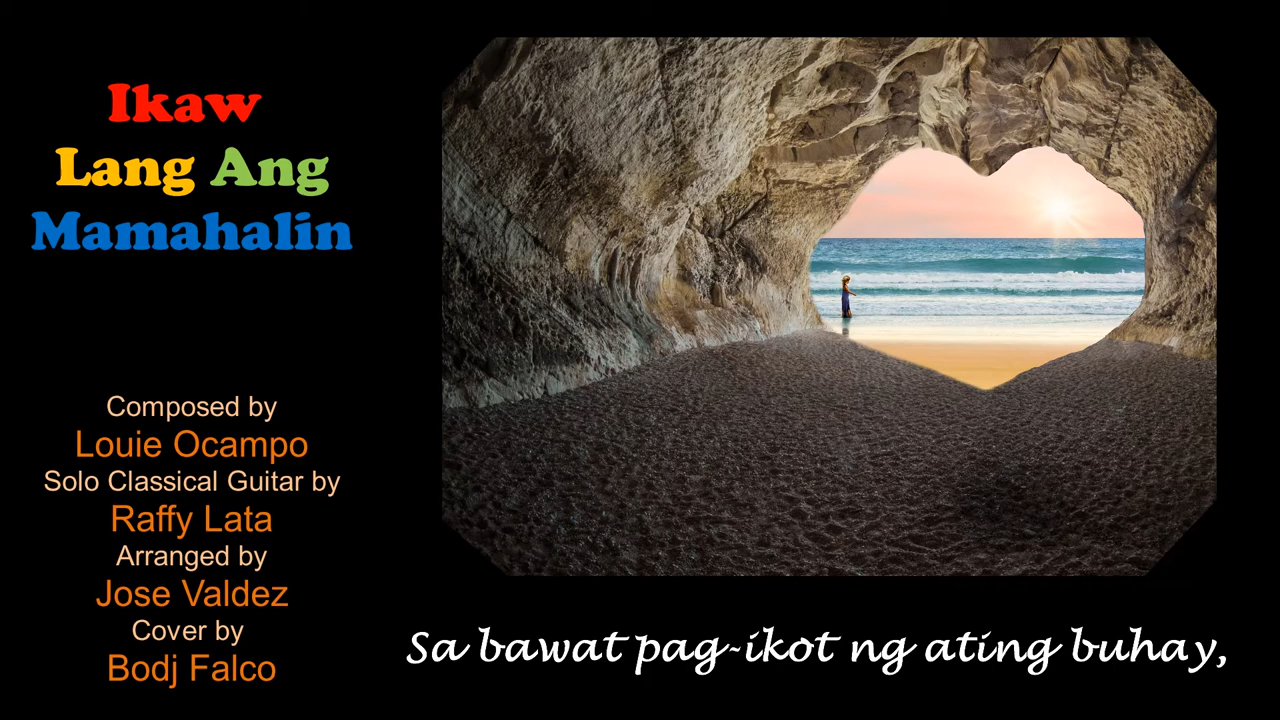 Ikaw
Lang Ang
Mamahalin
Composed by
Louie Ocampo
Solo Classical Guitar by
Raffy Lata
Arranged by
Jose Valdez
Cover by
Bodj Falco
Sa bawat pag-ikot ng ating buhay,